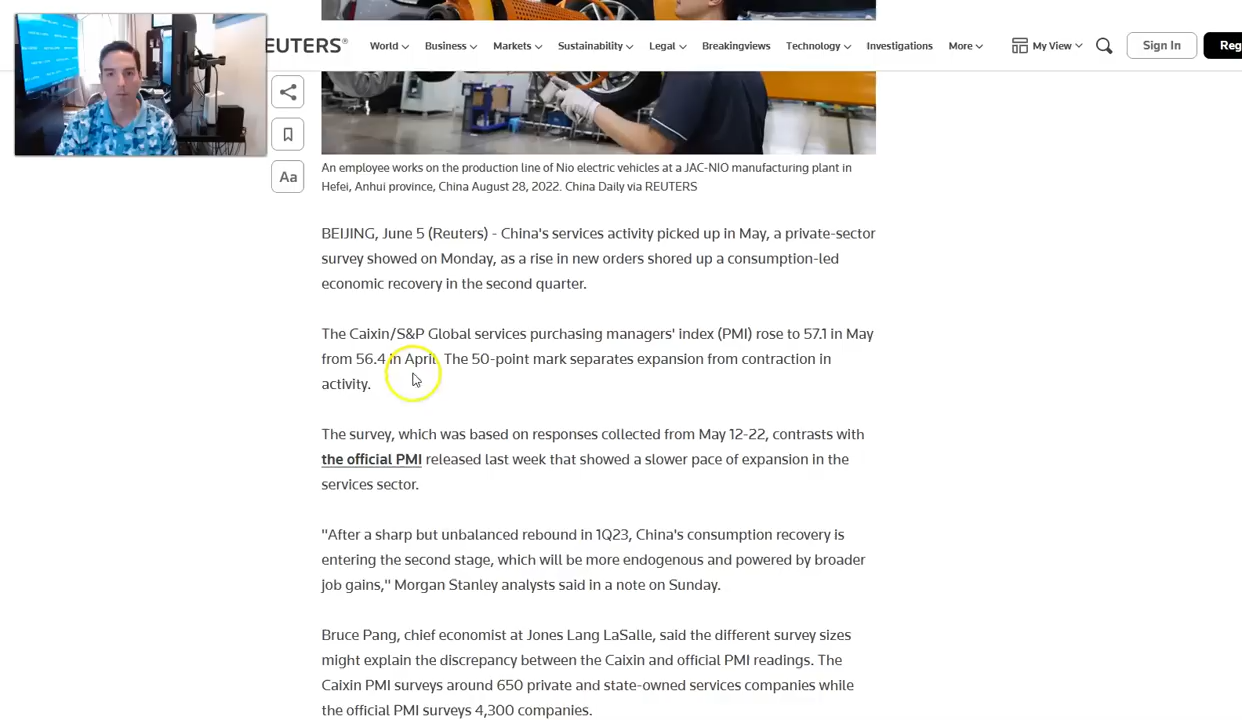 EUTERS®
World
Business
Markets
Sustainability
Legal
Breakingviews
Technology
Investigations
More
My View
Sign In
Reg
Aa
An employee works on the production line of Nio electric vehicles at a JAC-NIO manufacturing plant in
Hefei, Anhui province, China August 28, 2022. China Daily via REUTERS
BEIJING, June 5 (Reuters) - China's services activity picked up in May, a private-sector
survey showed on Monday, as a rise in new orders shored up a consumption-led
economic recovery in the second quarter.
The Caixin/S&P Global services purchasing managers' index (PMI) rose to 57.1 in May
from 56.4 in April. The 50-point mark separates expansion from contraction in
activity.
The survey, which was based on responses collected from May 12-22, contrasts with
the official PMI released last week that showed a slower pace of expansion in the
services sector.
"After a sharp but unbalanced rebound in 1Q23, China's consumption recovery is
entering the second stage, which will be more endogenous and powered by broader
job gains," Morgan Stanley analysts said in a note on Sunday.
Bruce Pang, chief economist at Jones Lang LaSalle, said the different survey sizes
might explain the discrepancy between the Caixin and official PMI readings. The
Caixin PMI surveys around 650 private and state-owned services companies while
the official PMI surveys 4,300 companies.